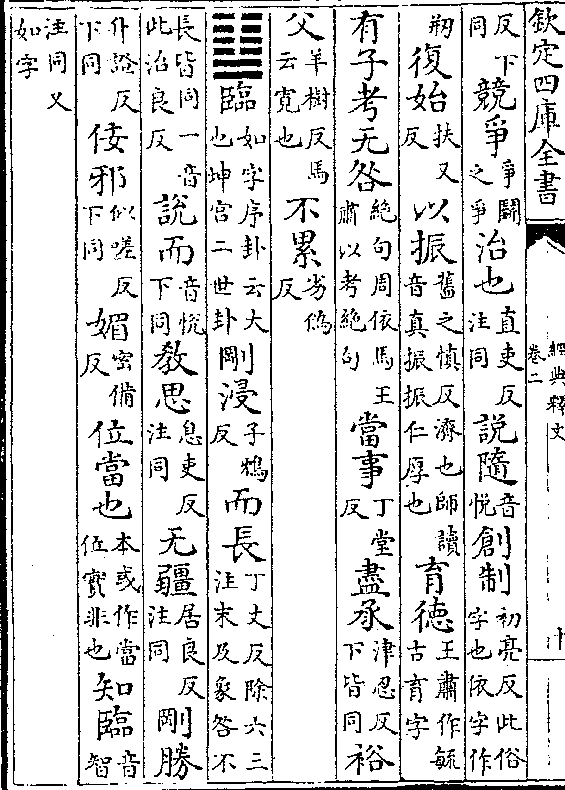 欽定四庫全書 經典釋文 卷二
反下同競爭爭鬬之爭治也直吏反注同說隨音悅創制初亮反此俗字也依字作
刱復始扶又反以振舊之慎反濟也師讀音真振振仁厚也育德王肅作毓古育字
有子考无咎絶句周依馬王肅以考絶句當事丁堂反盡承津忍反下皆同裕
父羊樹反馬云寛也不累劣偽反
䷒臨如字序卦云大也坤宫二世卦剛浸子鴆反而長丁丈反除六三注末及象咎不
長皆同一音此治良反說而音悅下同教思息吏反注同无疆居良反注同剛勝
升證反下同佞邪似嗟反下同媚密備反位當也本或作當位實非也知臨音智
注同又如字